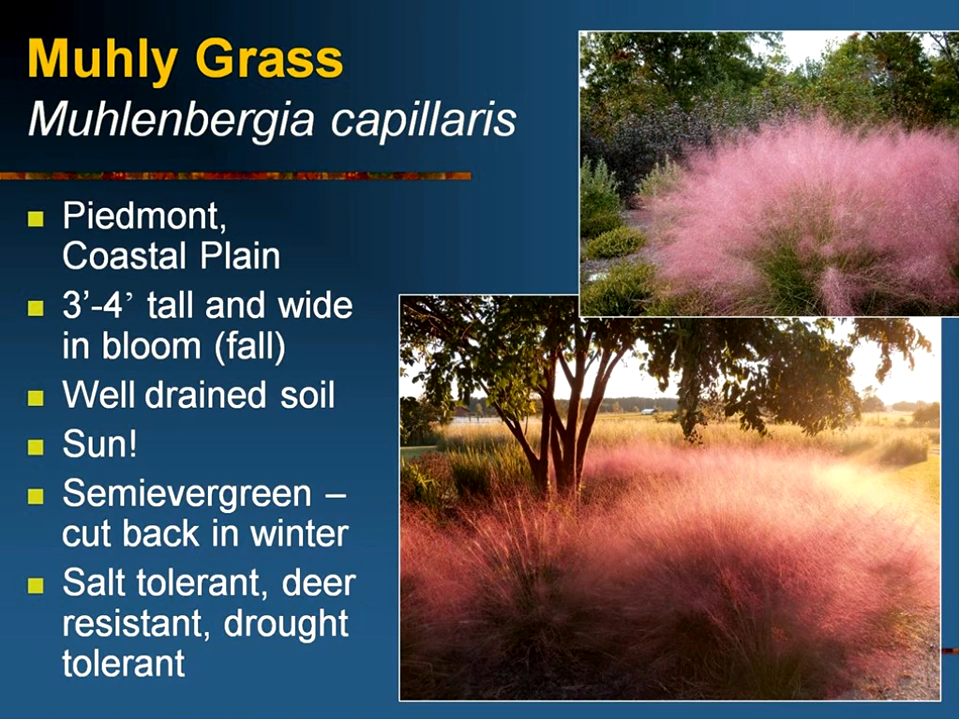 Muhly Grass
Muhlenbergia capillaris
Piedmont,
Coastal Plain
3’-4’ tall and wide
in bloom (fall)
Well drained soil
Sun!
Semievergreen –
cut back in winter
Salt tolerant, deer
resistant, drought
tolerant